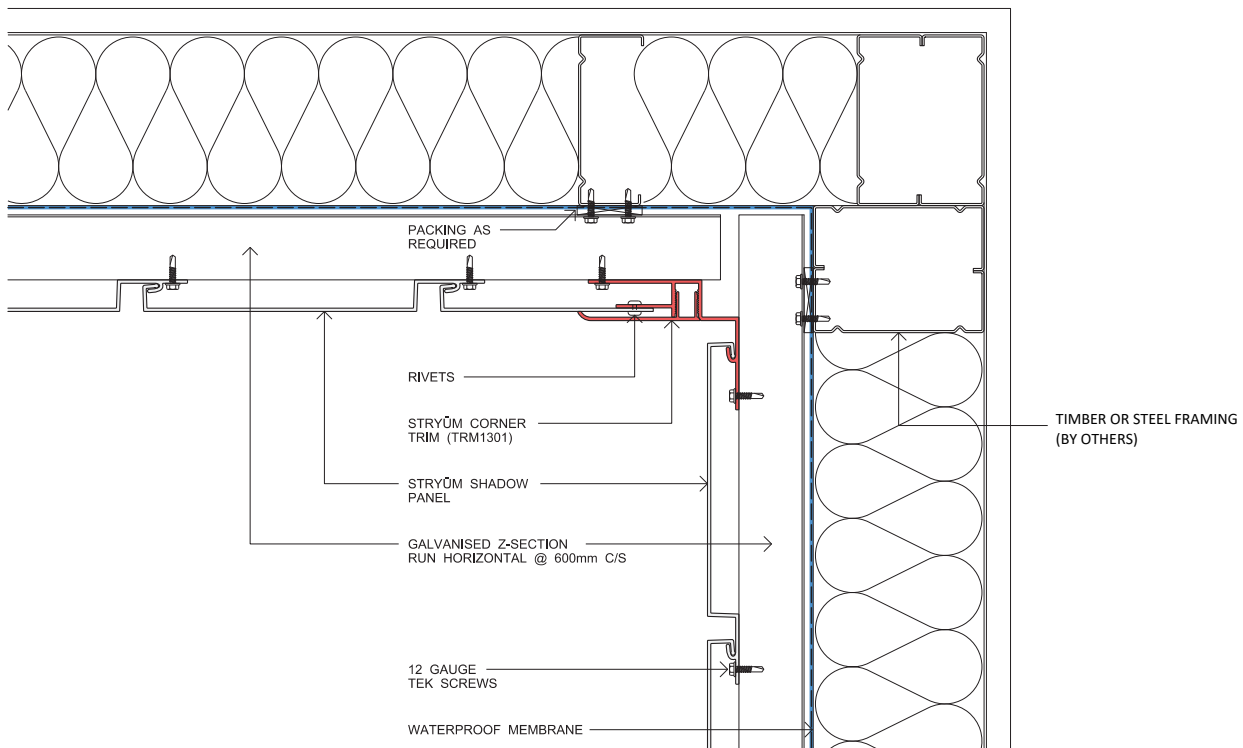 PACKING AS
REQUIRED
RIVETS
STRYŪM CORNER
TRIM (TRM1301)
STRYŪM SHADOW
PANEL
GALVANISED Z-SECTION
RUN HORIZONTAL @ 600mm C/S
12 GAUGE
TEK SCREWS
WATERPROOF MEMBRANE
TIMBER OR STEEL FRAMING
(BY OTHERS)